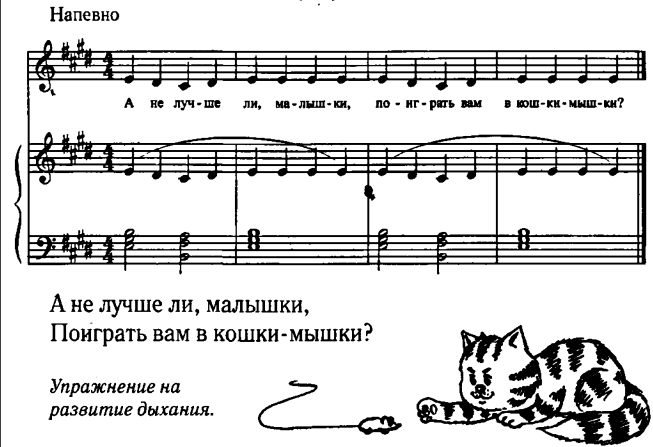 Напевно
А не луч-ше ли, ма-лыш-ки, по-иг-рать вам в кош-ки-мыш-ки?
А не лучше ли, малышки,
Поиграть вам в кошки-мышки?
Упражнение на
развитие дыхания.